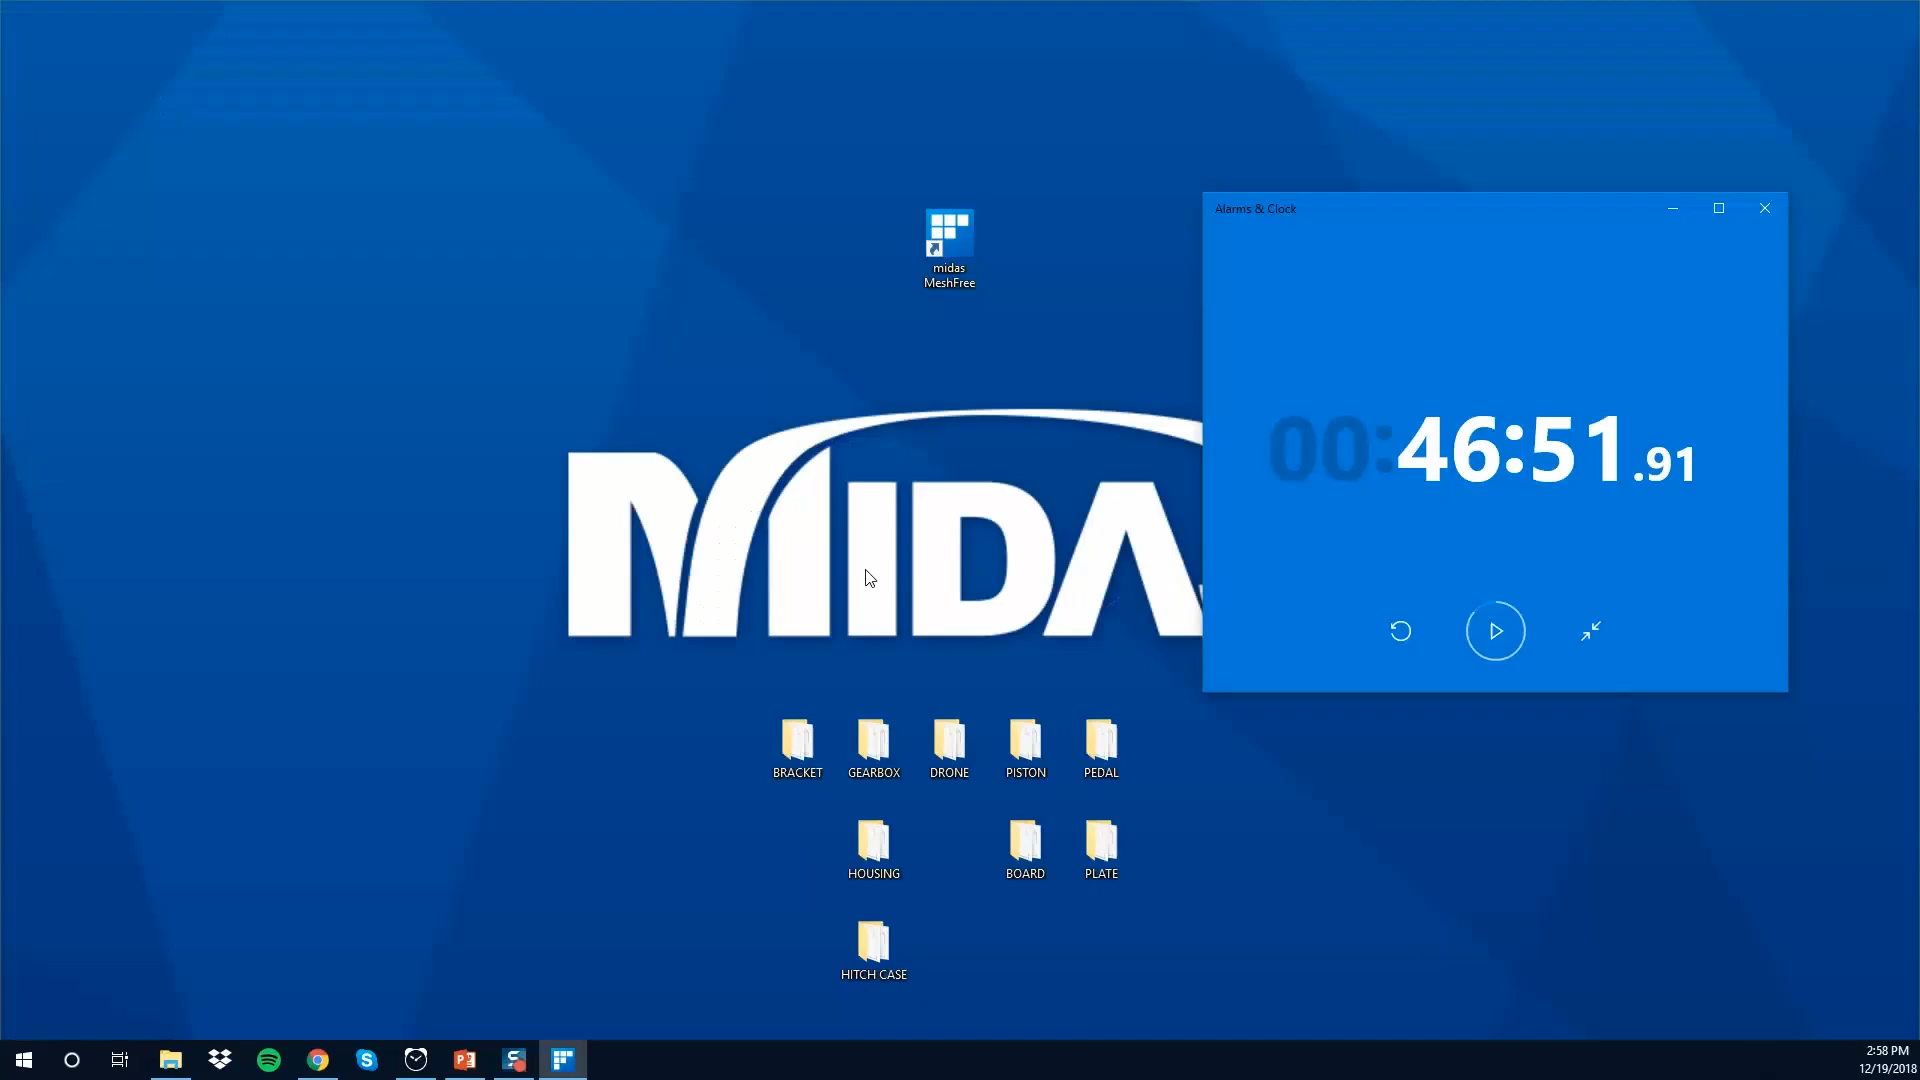 midas
MeshFree
Alarms & Clock
00:46:51.91
MIDA
BRACKET
GEARBOX
DRONE
PISTON
PEDAL
HOUSING
BOARD
PLATE
HITCH CASE
2:58 PM
12/19/2018